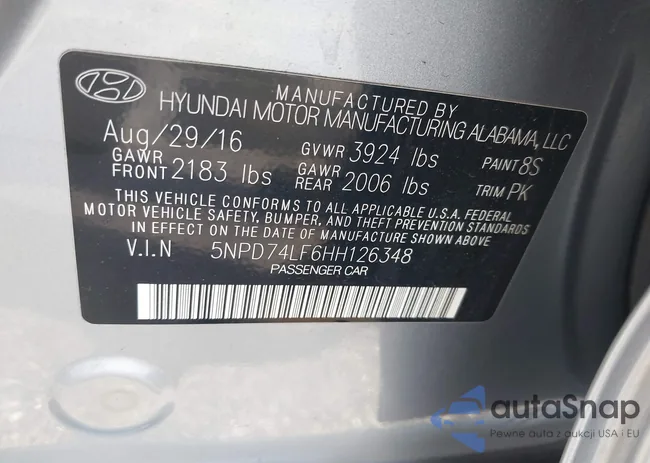 MANUFACTURED BY
HYUNDAI MOTOR MANUFACTURING ALABAMA, LLC
Aug/29/16 GVWR 3924 lbs PAINT 8S
GAWR FRONT 2183 lbs GAWR REAR 2006 lbs TRIM PK
THIS VEHICLE CONFORMS TO ALL APPLICABLE U.S.A. FEDERAL
MOTOR VEHICLE SAFETY, BUMPER, AND THEFT PREVENTION STANDARDS
IN EFFECT ON THE DATE OF MANUFACTURE SHOWN ABOVE
V.I.N 5NPD74LF6HH126348
PASSENGER CAR
autaSnap
Pewne auta z aukcji USA i EU